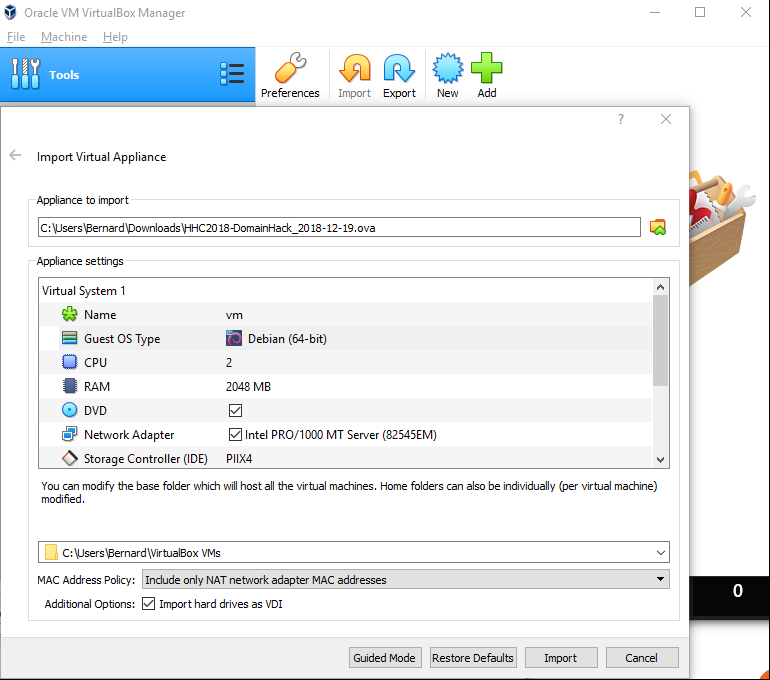 Oracle VM VirtualBox Manager
File Machine Help
Tools
Preferences Import Export New Add
?
Import Virtual Appliance
Appliance to import
C:\Users\Bernard\Downloads\HHC2018-DomainHack_2018-12-19.ova
Appliance settings
Virtual System 1
Name vm
Guest OS Type Debian (64-bit)
CPU 2
RAM 2048 MB
DVD
Network Adapter Intel PRO/1000 MT Server (82545EM)
Storage Controller (IDE) PIIX4
You can modify the base folder which will host all the virtual machines. Home folders can also be individually (per virtual machine)
modified.
C:\Users\Bernard\VirtualBox VMs
MAC Address Policy: Include only NAT network adapter MAC addresses
0
Additional Options: Import hard drives as VDI
Guided Mode Restore Defaults Import Cancel